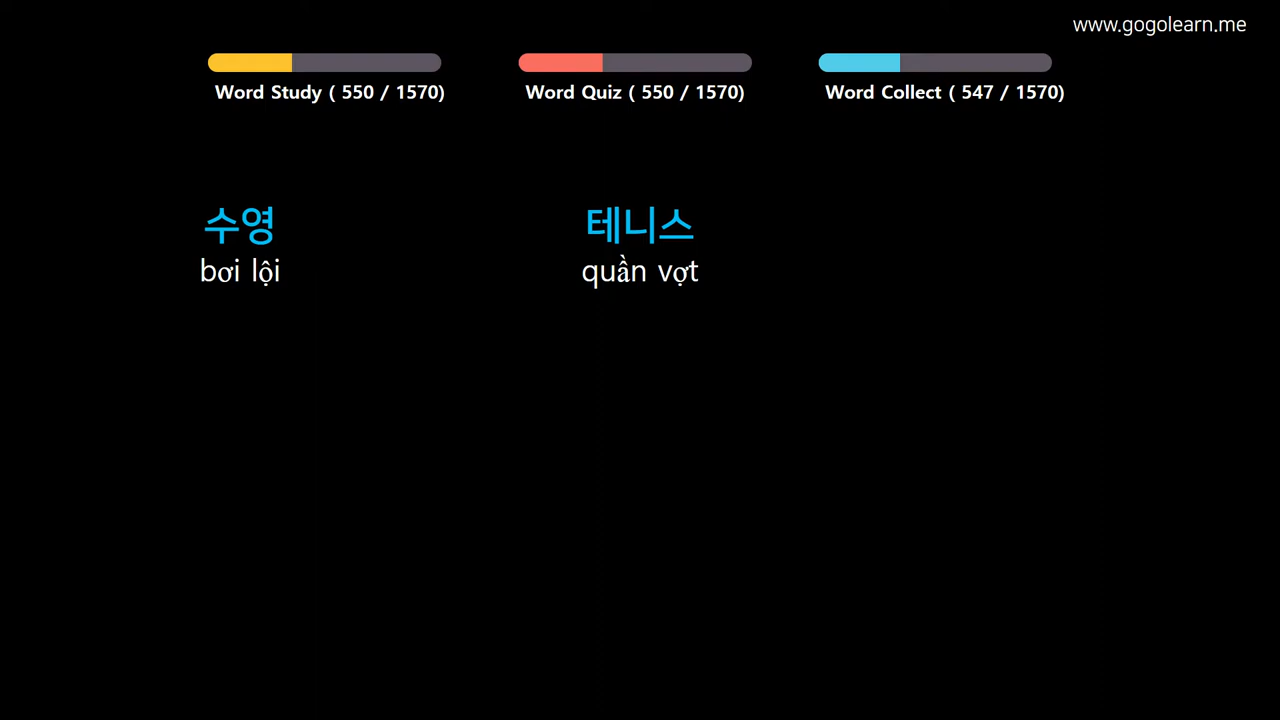 www.gogolearn.me
Word Study ( 550 / 1570)
Word Quiz ( 550 / 1570)
Word Collect ( 547 / 1570)
수영
bơi lội
테니스
quần vợt